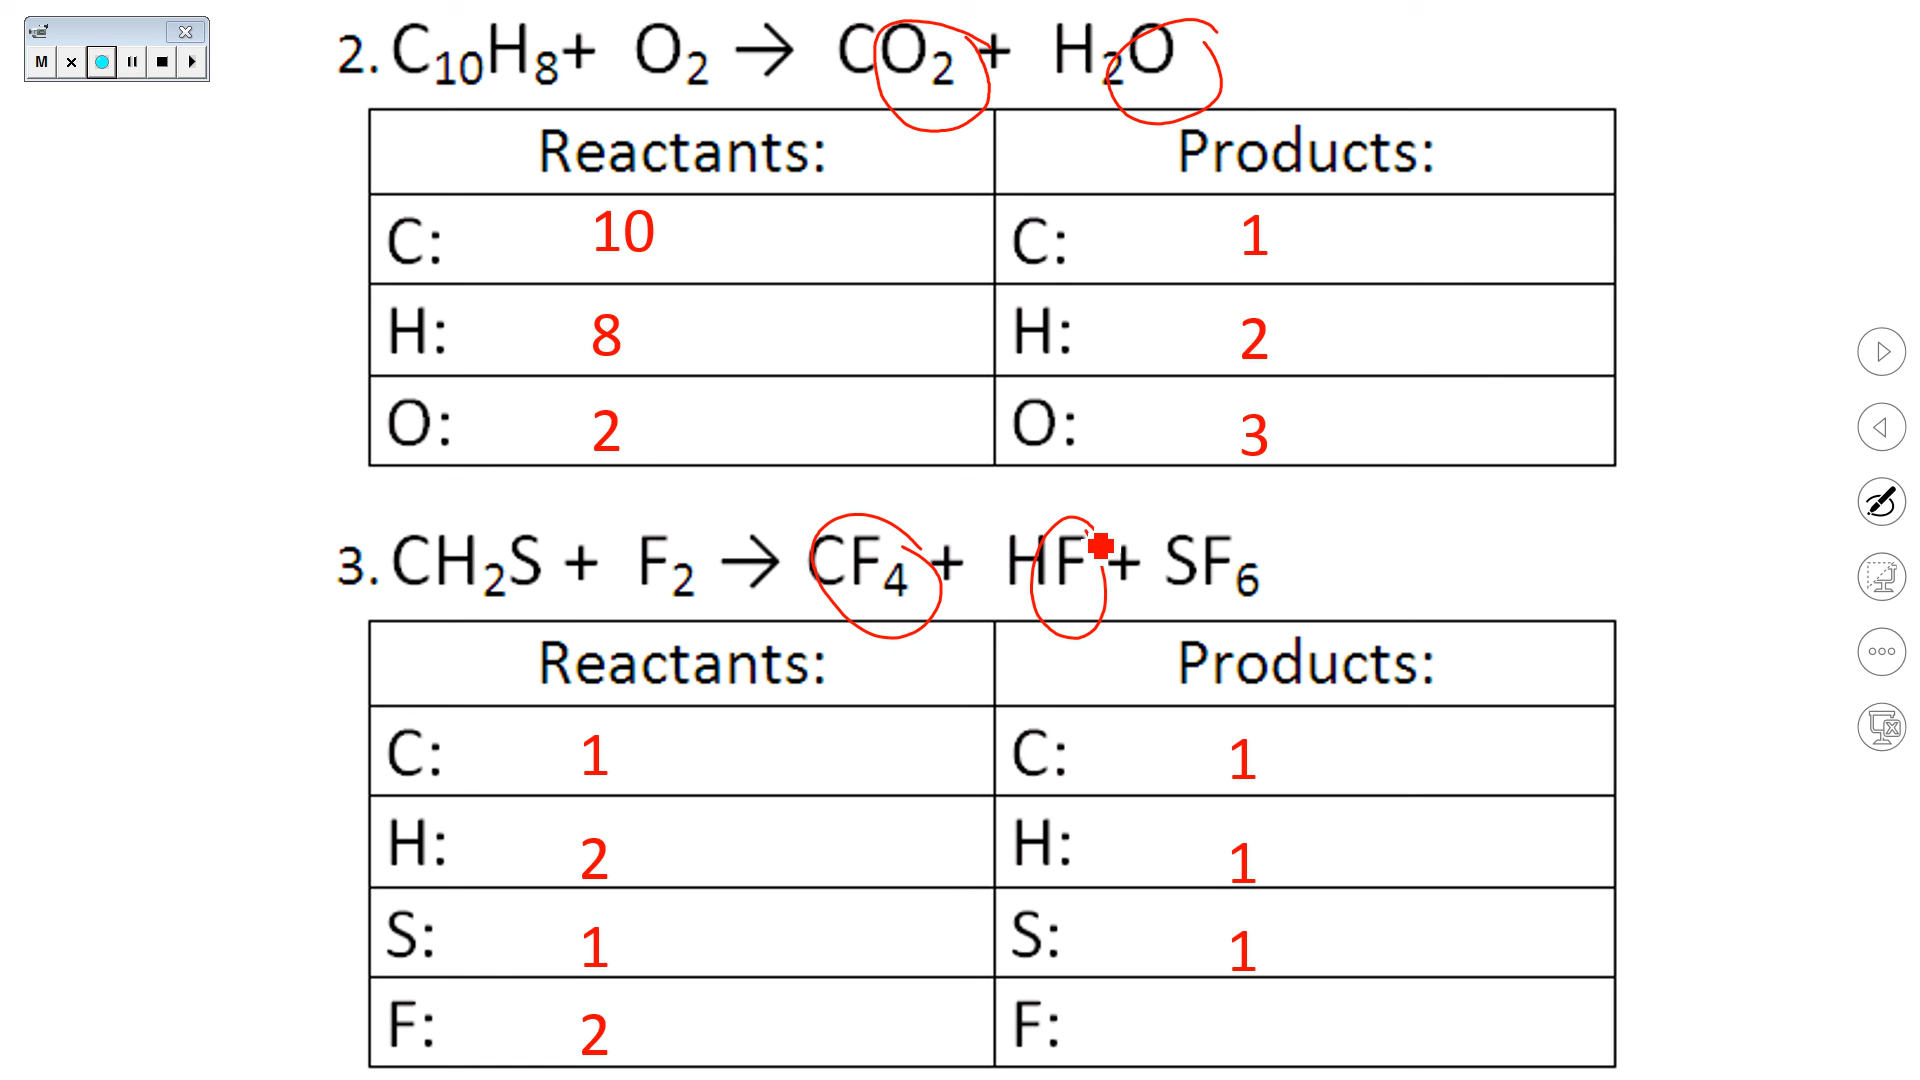 M
2. C₁₀H₈+ O₂ → CO₂ + H₂O
Reactants: Products:
C: 10 C: 1
H: 8 H: 2
O: 2 O: 3
3. CH₂S + F₂ → CF₄ + HF + SF₆
Reactants: Products:
C: 1 C: 1
H: 2 H: 1
S: 1 S: 1
F: 2 F: